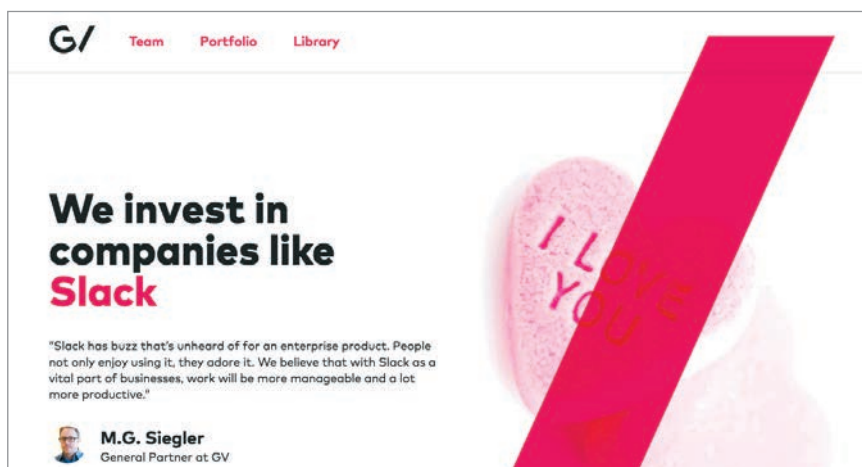 GV Team Portfolio Library
We invest in
companies like
Slack
"Slack has buzz that's unheard of for an enterprise product. People
not only enjoy using it, they adore it. We believe that with Slack as a
vital part of businesses, work will be more manageable and a lot
more productive."
M.G. Siegler
General Partner at GV
I LOVE
YOU